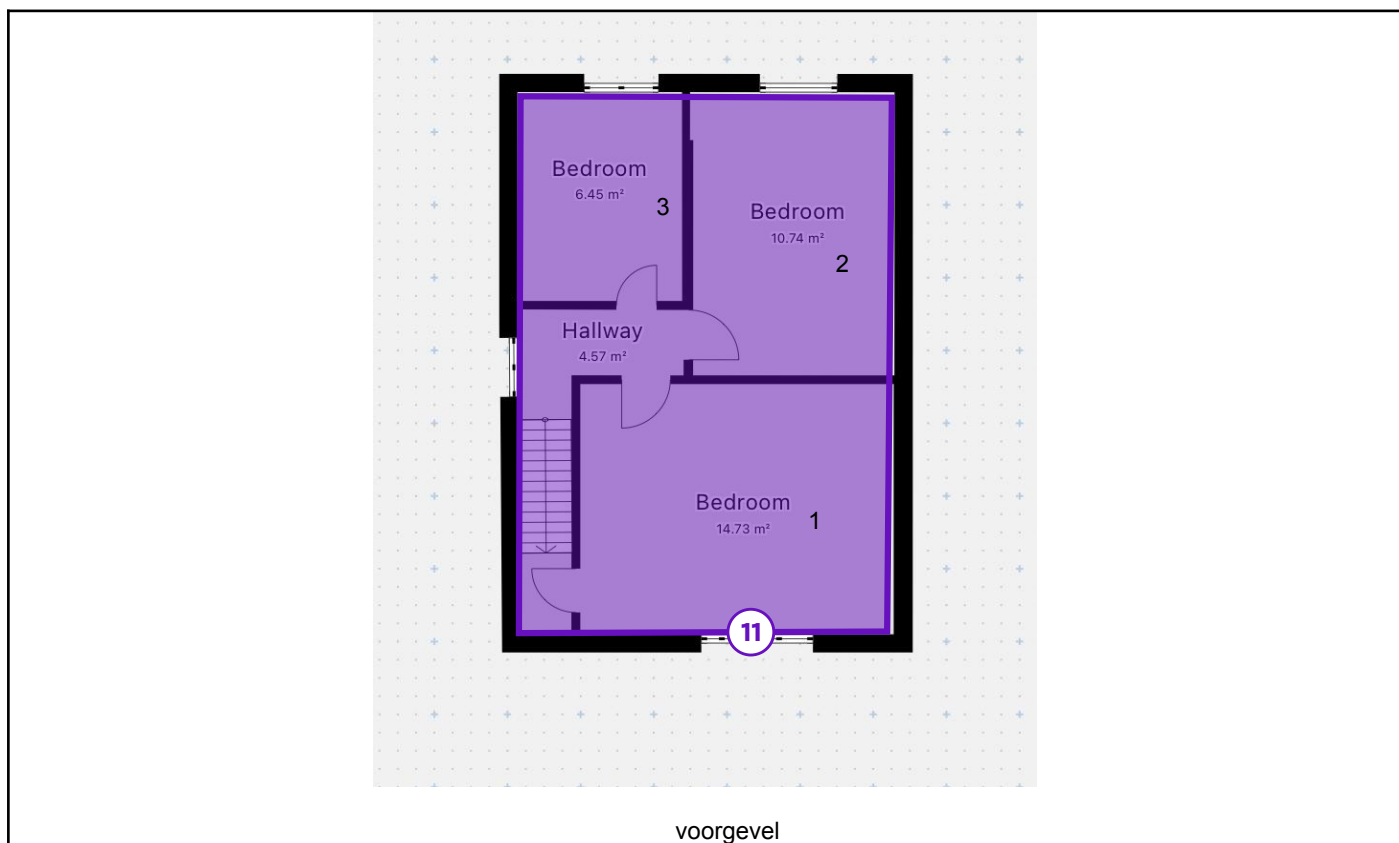 Bedroom
6.45 m²
3
Bedroom
10.74 m²
2
Hallway
4.57 m²
Bedroom
14.73 m²
1
11
voorgevel